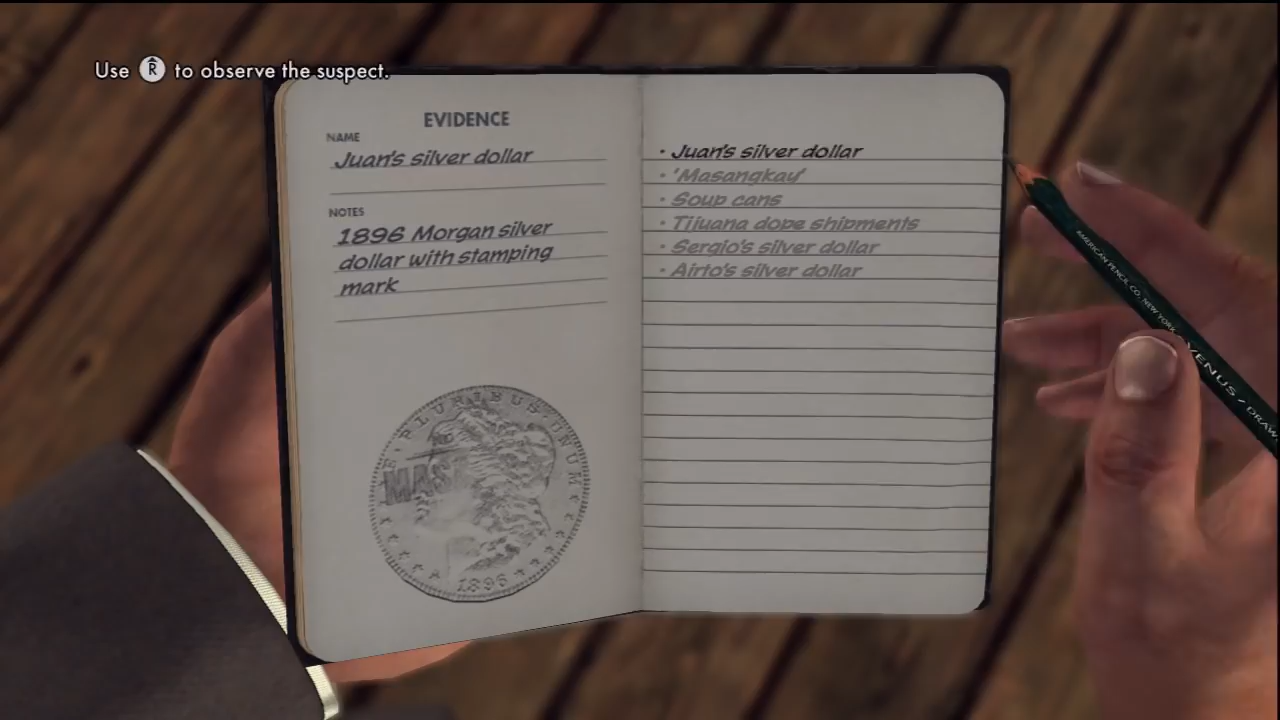 Use R to observe the suspect.
EVIDENCE
NAME
Juan's silver dollar
NOTES
1896 Morgan silver
dollar with stamping
mark
E · PLURIBUS · UNUM
MAS
1896
· Juan's silver dollar
· 'Masangkay'
· Soup cans
· Tijuana dope shipments
· Sergio's silver dollar
· Airto's silver dollar
AMERICAN PENCIL CO. NEW YORK
VENUS / DRAW